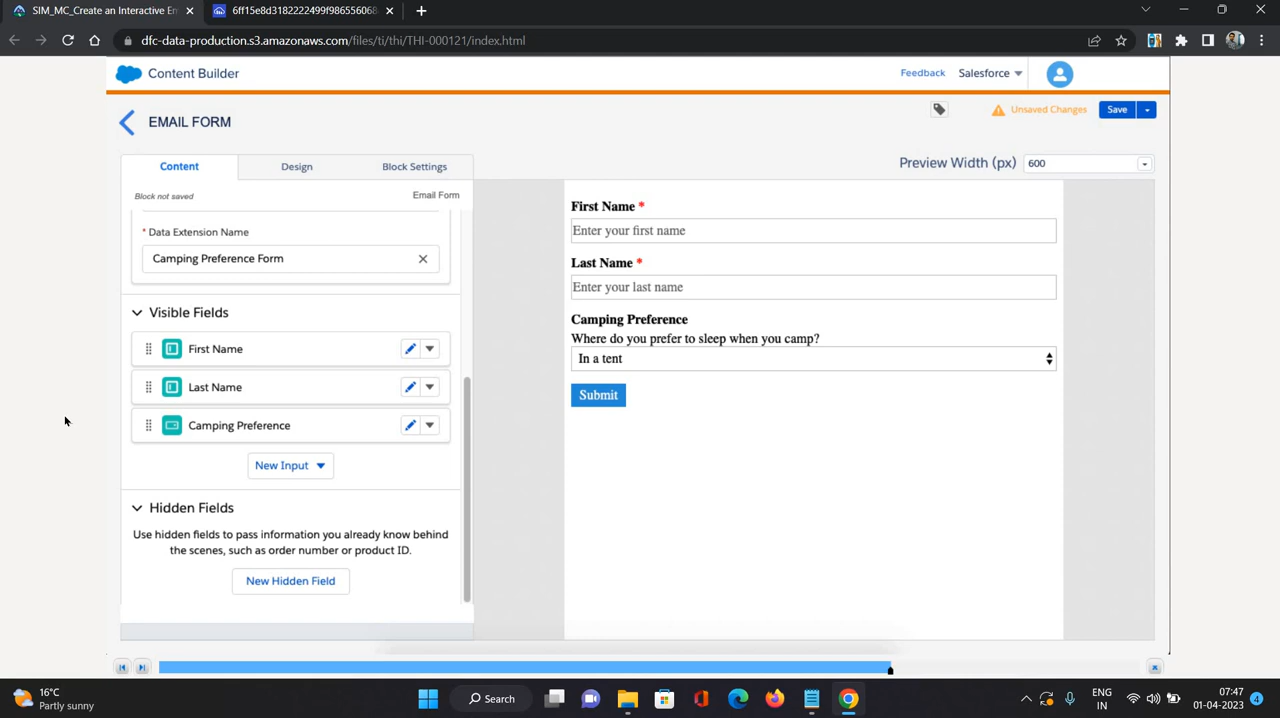 SIM_MC_Create an Interactive Em
6ff15e8d3182222499f986556068
dfc-data-production.s3.amazonaws.com/files/ti/thi/THI-000121/index.html
Content Builder
Feedback
Salesforce
EMAIL FORM
Unsaved Changes
Save
Content
Design
Block Settings
Preview Width (px)
600
Block not saved
Email Form
* Data Extension Name
Camping Preference Form
Visible Fields
First Name
Last Name
Camping Preference
New Input
Hidden Fields
Use hidden fields to pass information you already know behind
the scenes, such as order number or product ID.
New Hidden Field
First Name *
Enter your first name
Last Name *
Enter your last name
Camping Preference
Where do you prefer to sleep when you camp?
In a tent
Submit
16°C
Partly sunny
Search
ENG
IN
07:47
01-04-2023
4